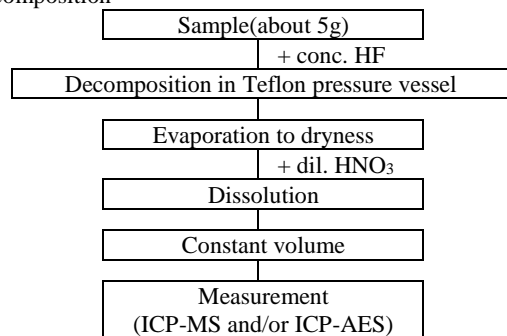 Sample(about 5g)
+ conc. HF
Decomposition in Teflon pressure vessel
Evaporation to dryness
+ dil. HNO3
Dissolution
Constant volume
Measurement
(ICP-MS and/or ICP-AES)